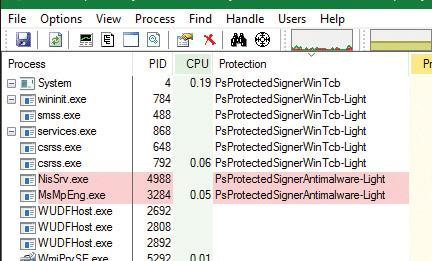 File Options View Process Find Handle Users Help
Process PID CPU Protection
System 4 0.19 PsProtectedSignerWinTcb
wininit.exe 784 PsProtectedSignerWinTcb-Light
smss.exe 488 PsProtectedSignerWinTcb-Light
services.exe 868 PsProtectedSignerWinTcb-Light
csrss.exe 648 PsProtectedSignerWinTcb-Light
csrss.exe 792 0.06 PsProtectedSignerWinTcb-Light
NisSrv.exe 4988 PsProtectedSignerAntimalware-Light
MsMpEng.exe 3284 0.05 PsProtectedSignerAntimalware-Light
WUDFHost.exe 2692
WUDFHost.exe 2808
WUDFHost.exe 2892
WmiPrvSE.exe 5292 0.01